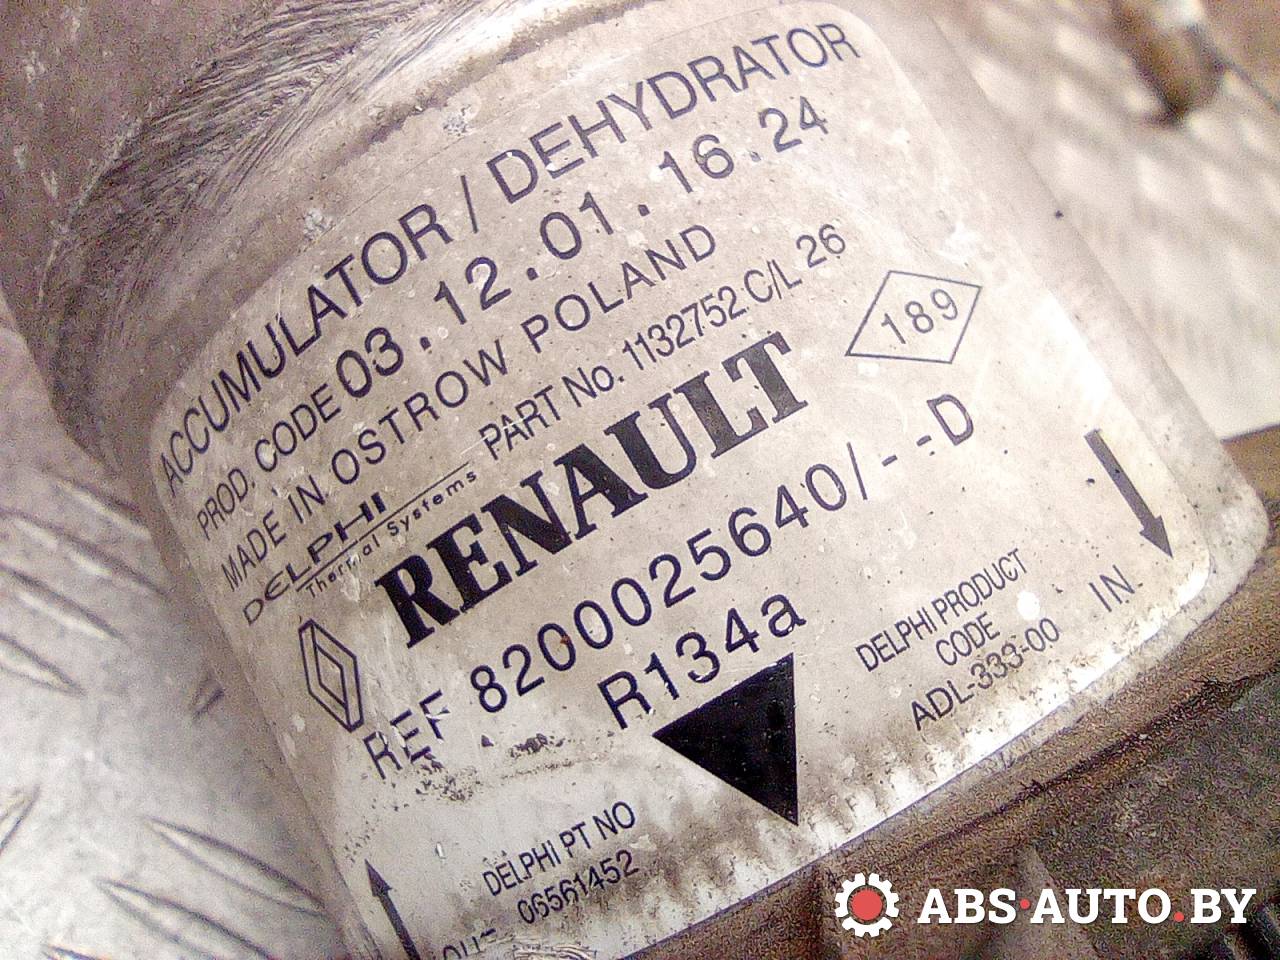 ACCUMULATOR / DEHYDRATOR
PROD. CODE 03.12.01.16.24
MADE IN OSTROW POLAND
DELPHI PART No. 1132752 C/L 26
Thermal Systems
RENAULT 189
REF 8200025640/--D
R134a
DELPHI PRODUCT
CODE
ADL-333-00
IN
DELPHI PT NO
06561452
OUT
ABS·AUTO.BY